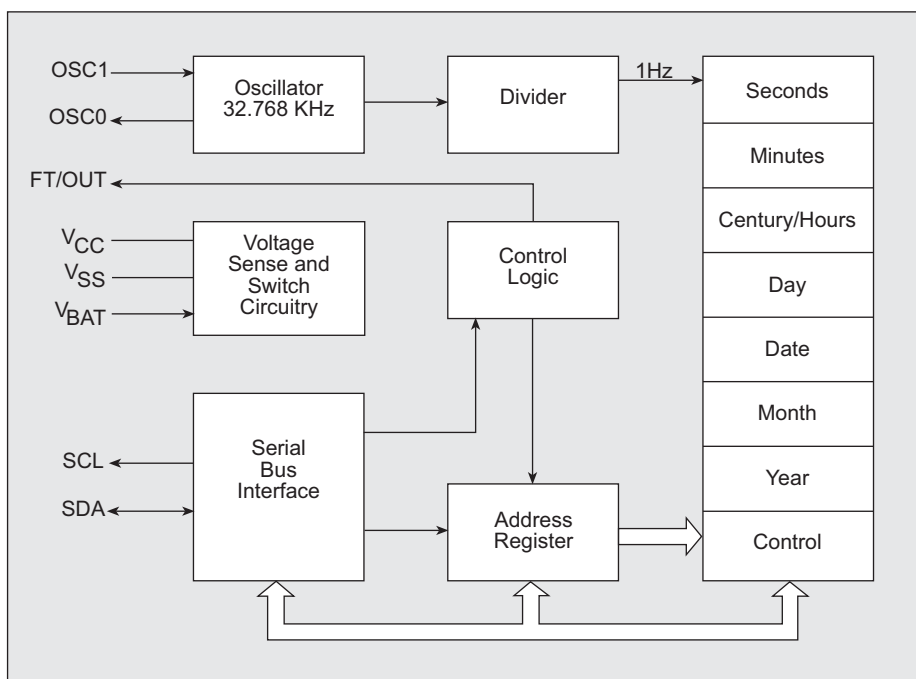 OSC1
OSC0
Oscillator
32.768 KHz
Divider
1Hz
Seconds
Minutes
Century/Hours
Day
Date
Month
Year
Control
FT/OUT
VCC
VSS
VBAT
Voltage
Sense and
Switch
Circuitry
Control
Logic
SCL
SDA
Serial
Bus
Interface
Address
Register